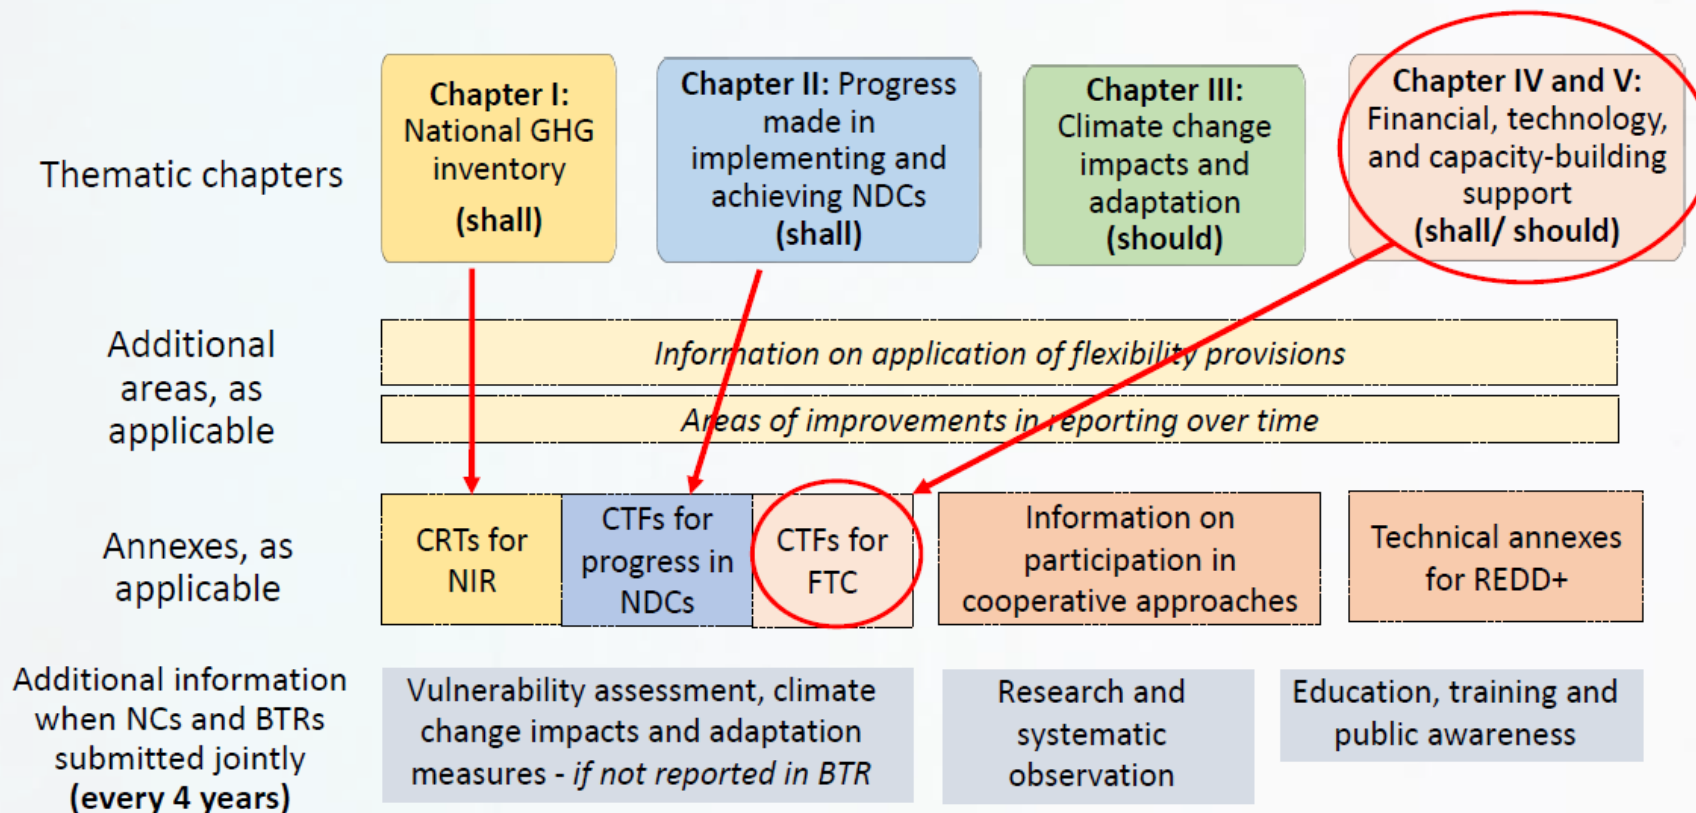 Thematic chapters
Chapter I:
National GHG
inventory
(shall)
Chapter II: Progress
made in
implementing and
achieving NDCs
(shall)
Chapter III:
Climate change
impacts and
adaptation
(should)
Chapter IV and V:
Financial, technology,
and capacity-building
support
(shall/ should)
Additional
areas, as
applicable
Information on application of flexibility provisions
Areas of improvements in reporting over time
Annexes, as
applicable
CRTs for
NIR
CTFs for
progress in
NDCs
CTFs for
FTC
Information on
participation in
cooperative approaches
Technical annexes
for REDD+
Additional information
when NCs and BTRs
submitted jointly
(every 4 years)
Vulnerability assessment, climate
change impacts and adaptation
measures - if not reported in BTR
Research and
systematic
observation
Education, training and
public awareness